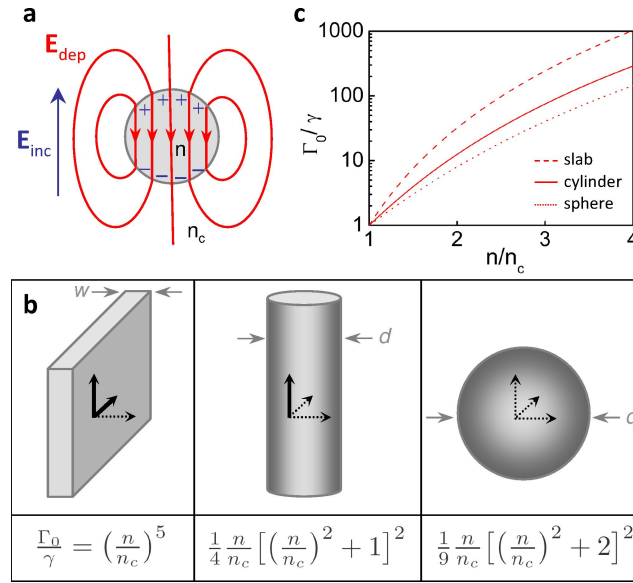 a
E_dep
E_inc
+ + + +
n
− − − −
n_c
c
Γ_0/γ
1000
100
10
1
1 2 3 4
n/n_c
slab
cylinder
sphere
b
w
d
d
Γ_0/γ = (n/n_c)^5
1/4 n/n_c [(n/n_c)^2 + 1]^2
1/9 n/n_c [(n/n_c)^2 + 2]^2